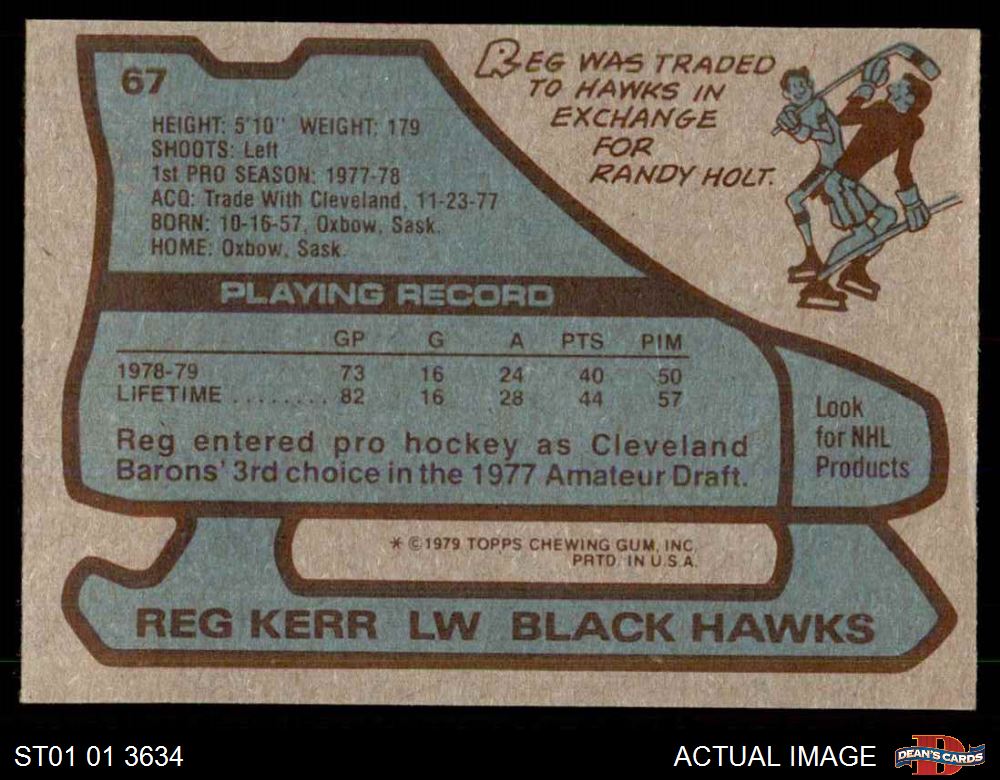 67
HEIGHT: 5'10" WEIGHT: 179
SHOOTS: Left
1st PRO SEASON: 1977-78
ACQ: Trade With Cleveland, 11-23-77
BORN: 10-16-57, Oxbow, Sask.
HOME: Oxbow, Sask.
REG WAS TRADED
TO HAWKS IN
EXCHANGE
FOR
RANDY HOLT.
PLAYING RECORD
GP G A PTS PIM
1978-79 73 16 24 40 50
LIFETIME ........ 82 16 28 44 57
Reg entered pro hockey as Cleveland
Barons' 3rd choice in the 1977 Amateur Draft.
Look
for NHL
Products
* ©1979 TOPPS CHEWING GUM, INC.
PRTD. IN U.S.A.
REG KERR LW BLACK HAWKS
ST01 01 3634
ACTUAL IMAGE
D
DEAN'S CARDS